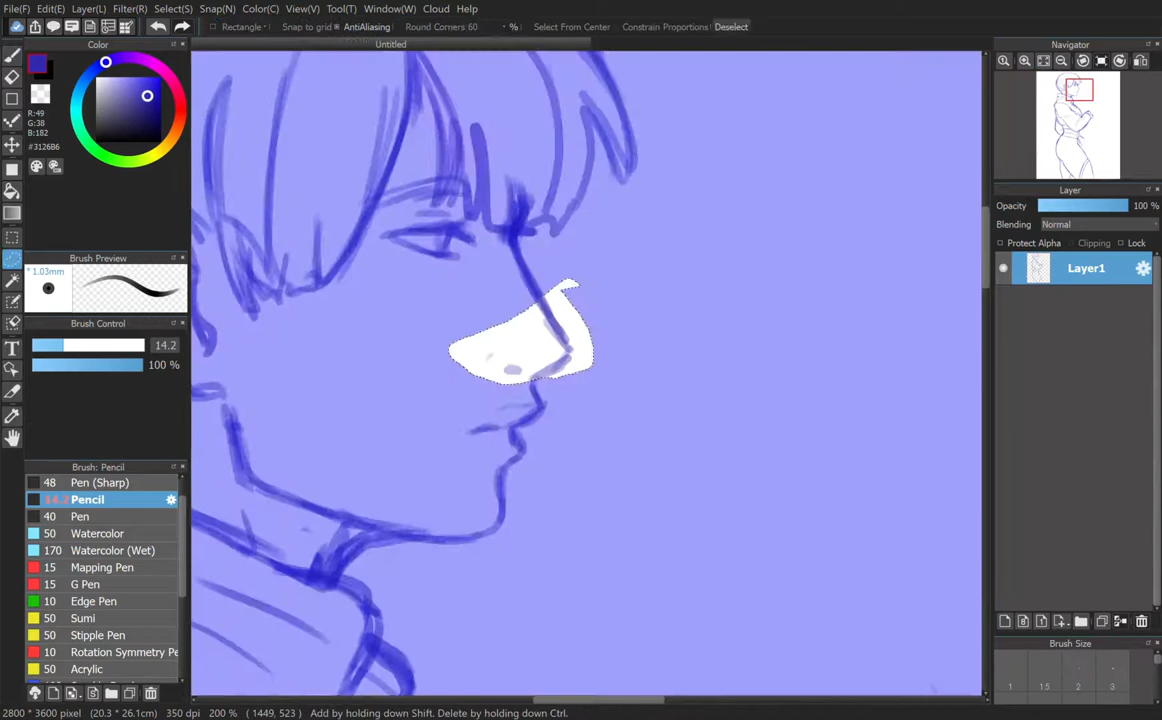 File(F) Edit(E) Layer(L) Filter(R) Select(S) Snap(N) Color(C) View(V) Tool(T) Window(W) Cloud Help
Rectangle Snap to grid AntiAliasing Round Corners 60 % Select From Center Constrain Proportions Deselect
Color
Untitled
Navigator
R:49
G:38
B:182
#3126B6
Layer
Opacity 100 %
Blending Normal
Protect Alpha Clipping Lock
Layer1
Brush Preview
* 1.03mm
Brush Control
14.2
100 %
Brush: Pencil
48 Pen (Sharp)
14.2 Pencil
40 Pen
50 Watercolor
170 Watercolor (Wet)
15 Mapping Pen
15 G Pen
10 Edge Pen
50 Sumi
50 Stipple Pen
10 Rotation Symmetry Pe
50 Acrylic
Brush Size
1 1.5 2 3
2800 * 3600 pixel (20.3 * 26.1cm) 350 dpi 200 % ( 1449, 523 ) Add by holding down Shift. Delete by holding down Ctrl.